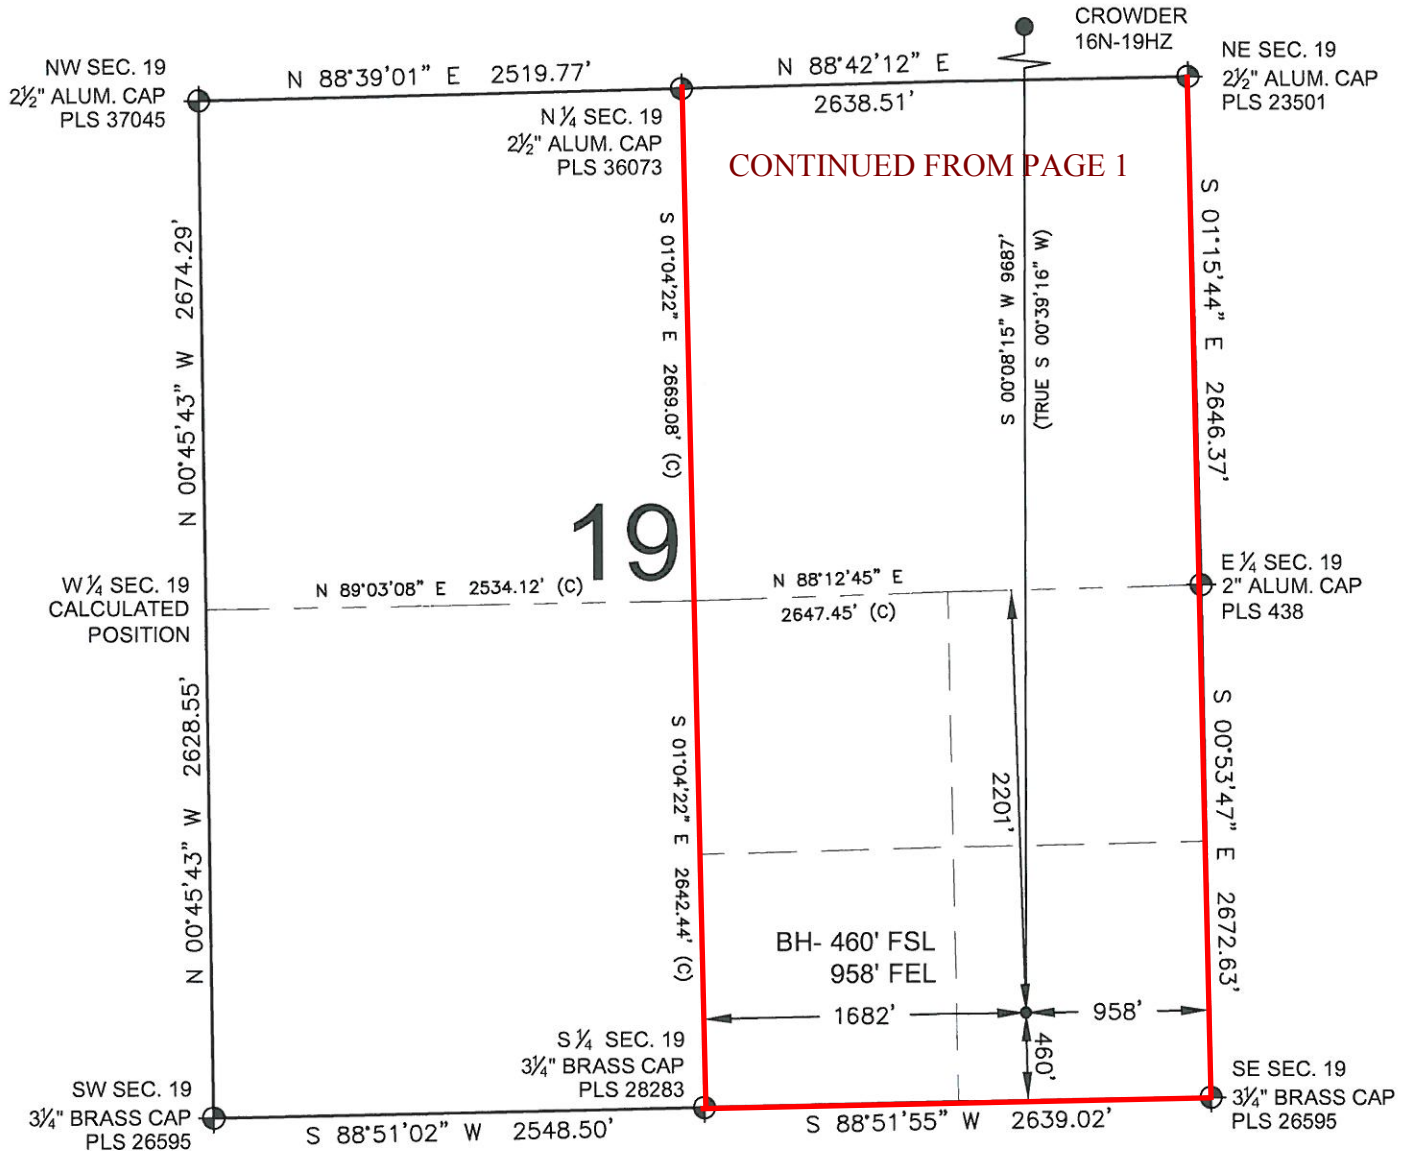 CROWDER
16N-19HZ
NW SEC. 19
2½" ALUM. CAP
PLS 37045
N 88°39'01" E 2519.77'
N 88°42'12" E
2638.51'
NE SEC. 19
2½" ALUM. CAP
PLS 23501
N ¼ SEC. 19
2½" ALUM. CAP
PLS 36073
CONTINUED FROM PAGE 1
N 00°45'43" W 2674.29'
S 01°04'22" E 2669.08' (C)
S 00°08'15" W 9687'
(TRUE S 00°39'16" W)
S 01°15'44" E 2646.37'
19
W ¼ SEC. 19
CALCULATED
POSITION
N 89°03'08" E 2534.12' (C)
N 88°12'45" E
2647.45' (C)
E ¼ SEC. 19
2" ALUM. CAP
PLS 438
N 00°45'43" W 2628.55'
S 01°04'22" E 2642.44' (C)
2201'
S 00°53'47" E 2672.63'
BH- 460' FSL
958' FEL
1682'
958'
460'
S ¼ SEC. 19
3¼" BRASS CAP
PLS 28283
SW SEC. 19
3¼" BRASS CAP
PLS 26595
S 88°51'02" W 2548.50'
S 88°51'55" W 2639.02'
SE SEC. 19
3¼" BRASS CAP
PLS 26595